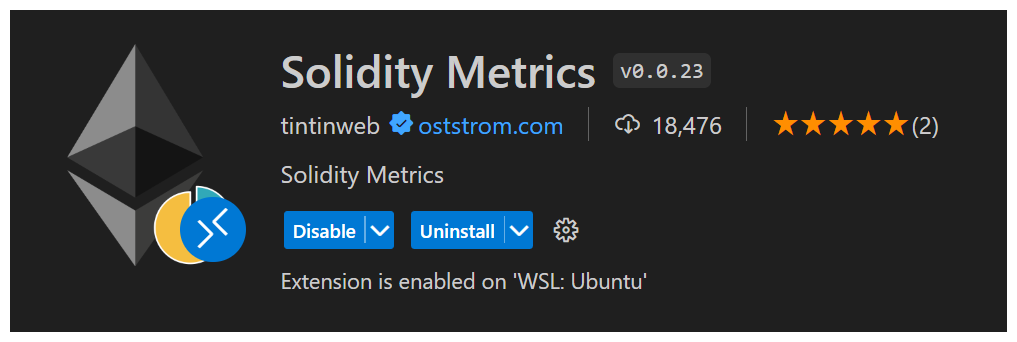 Solidity Metrics v0.0.23
tintinweb oststrom.com 18,476 (2)
Solidity Metrics
Disable Uninstall
Extension is enabled on 'WSL: Ubuntu'